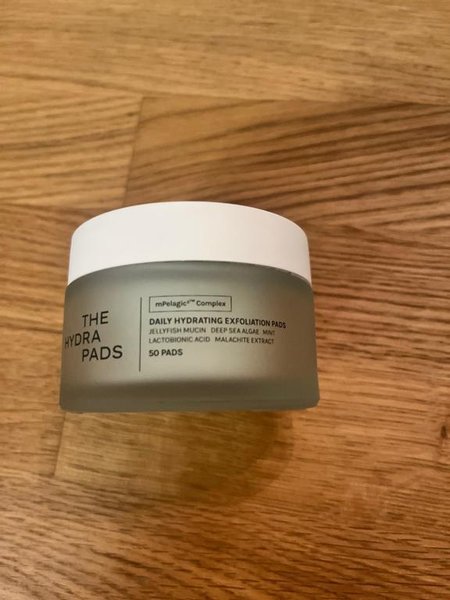 THE
HYDRA
PADS
mPelagic²™ Complex
DAILY HYDRATING EXFOLIATION PADS
JELLYFISH MUCIN DEEP SEA ALGAE MINT
LACTOBIONIC ACID MALACHITE EXTRACT
50 PADS